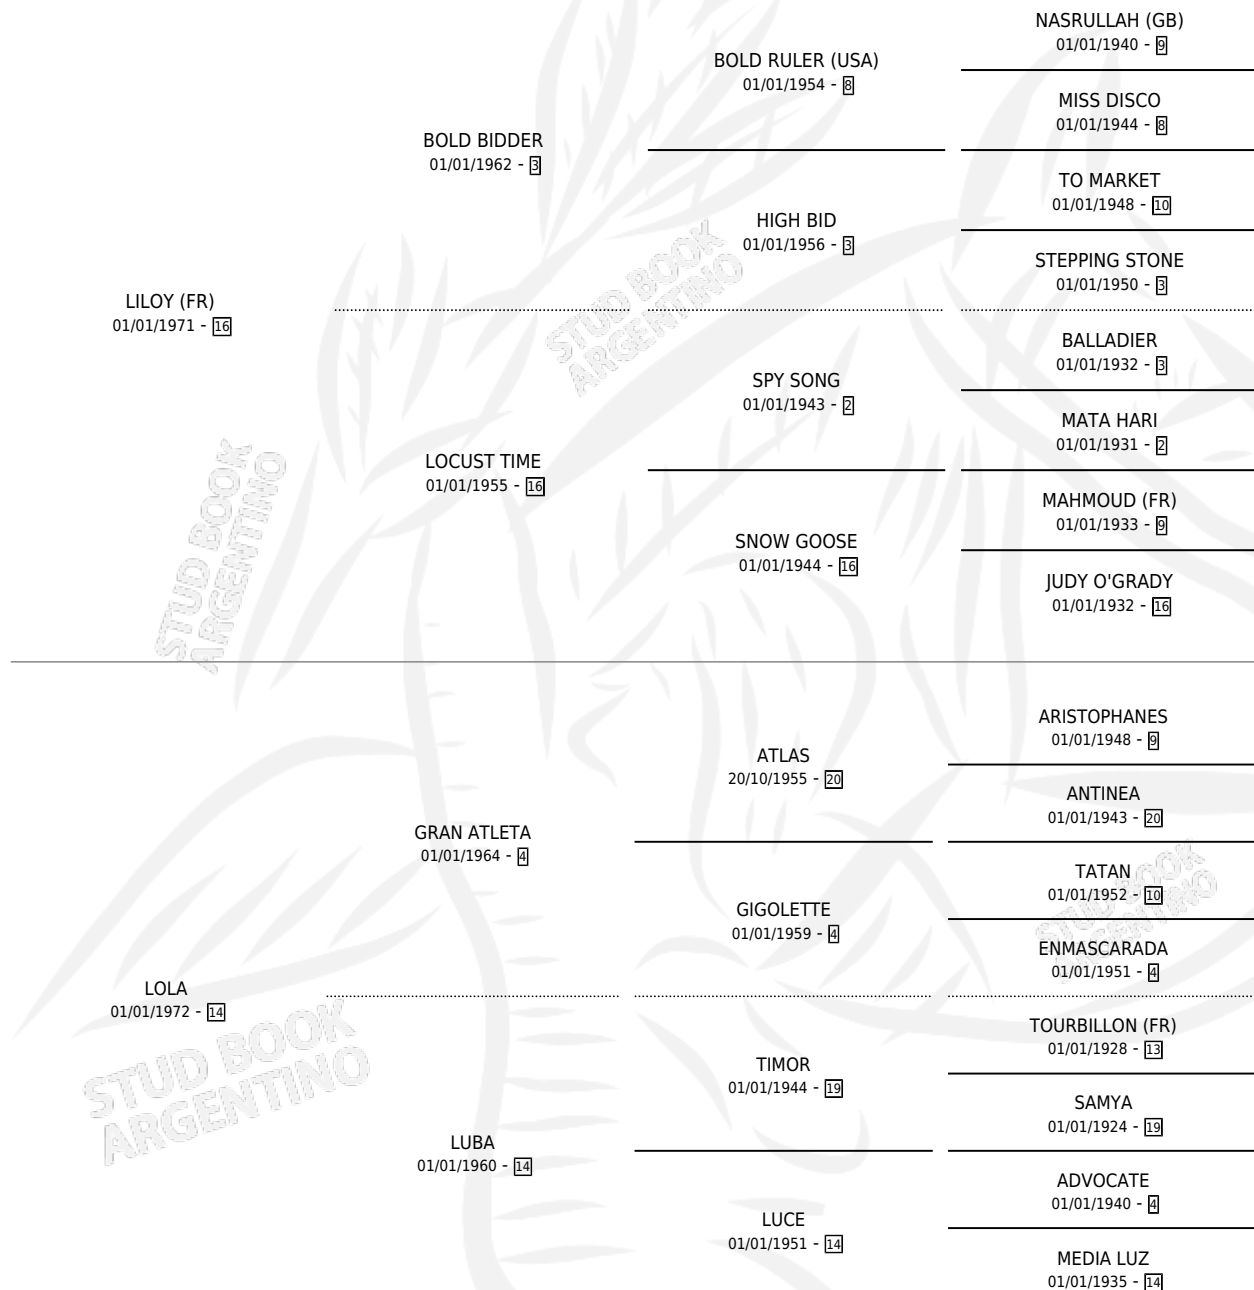 NASRULLAH (GB)
01/01/1940 - 9
BOLD RULER (USA)
01/01/1954 - 8
MISS DISCO
01/01/1944 - 8
BOLD BIDDER
01/01/1962 - 3
TO MARKET
01/01/1948 - 10
HIGH BID
01/01/1956 - 3
STEPPING STONE
01/01/1950 - 3
LILOY (FR)
01/01/1971 - 16
STUD BOOK
ARGENTINO
BALLADIER
01/01/1932 - 3
SPY SONG
01/01/1943 - 2
MATA HARI
01/01/1931 - 2
LOCUST TIME
01/01/1955 - 16
MAHMOUD (FR)
01/01/1933 - 9
SNOW GOOSE
01/01/1944 - 16
JUDY O'GRADY
01/01/1932 - 16
STUD BOOK
ARGENTINO
ARISTOPHANES
01/01/1948 - 9
ATLAS
20/10/1955 - 20
ANTINEA
01/01/1943 - 20
GRAN ATLETA
01/01/1964 - 4
TATAN
01/01/1952 - 10
GIGOLETTE
01/01/1959 - 4
STUD BOOK
ARGENTINO
ENMASCARADA
01/01/1951 - 4
LOLA
01/01/1972 - 14
TOURBILLON (FR)
01/01/1928 - 13
TIMOR
01/01/1944 - 19
STUD BOOK
ARGENTINO
SAMYA
01/01/1924 - 19
LUBA
01/01/1960 - 14
ADVOCATE
01/01/1940 - 4
LUCE
01/01/1951 - 14
MEDIA LUZ
01/01/1935 - 14